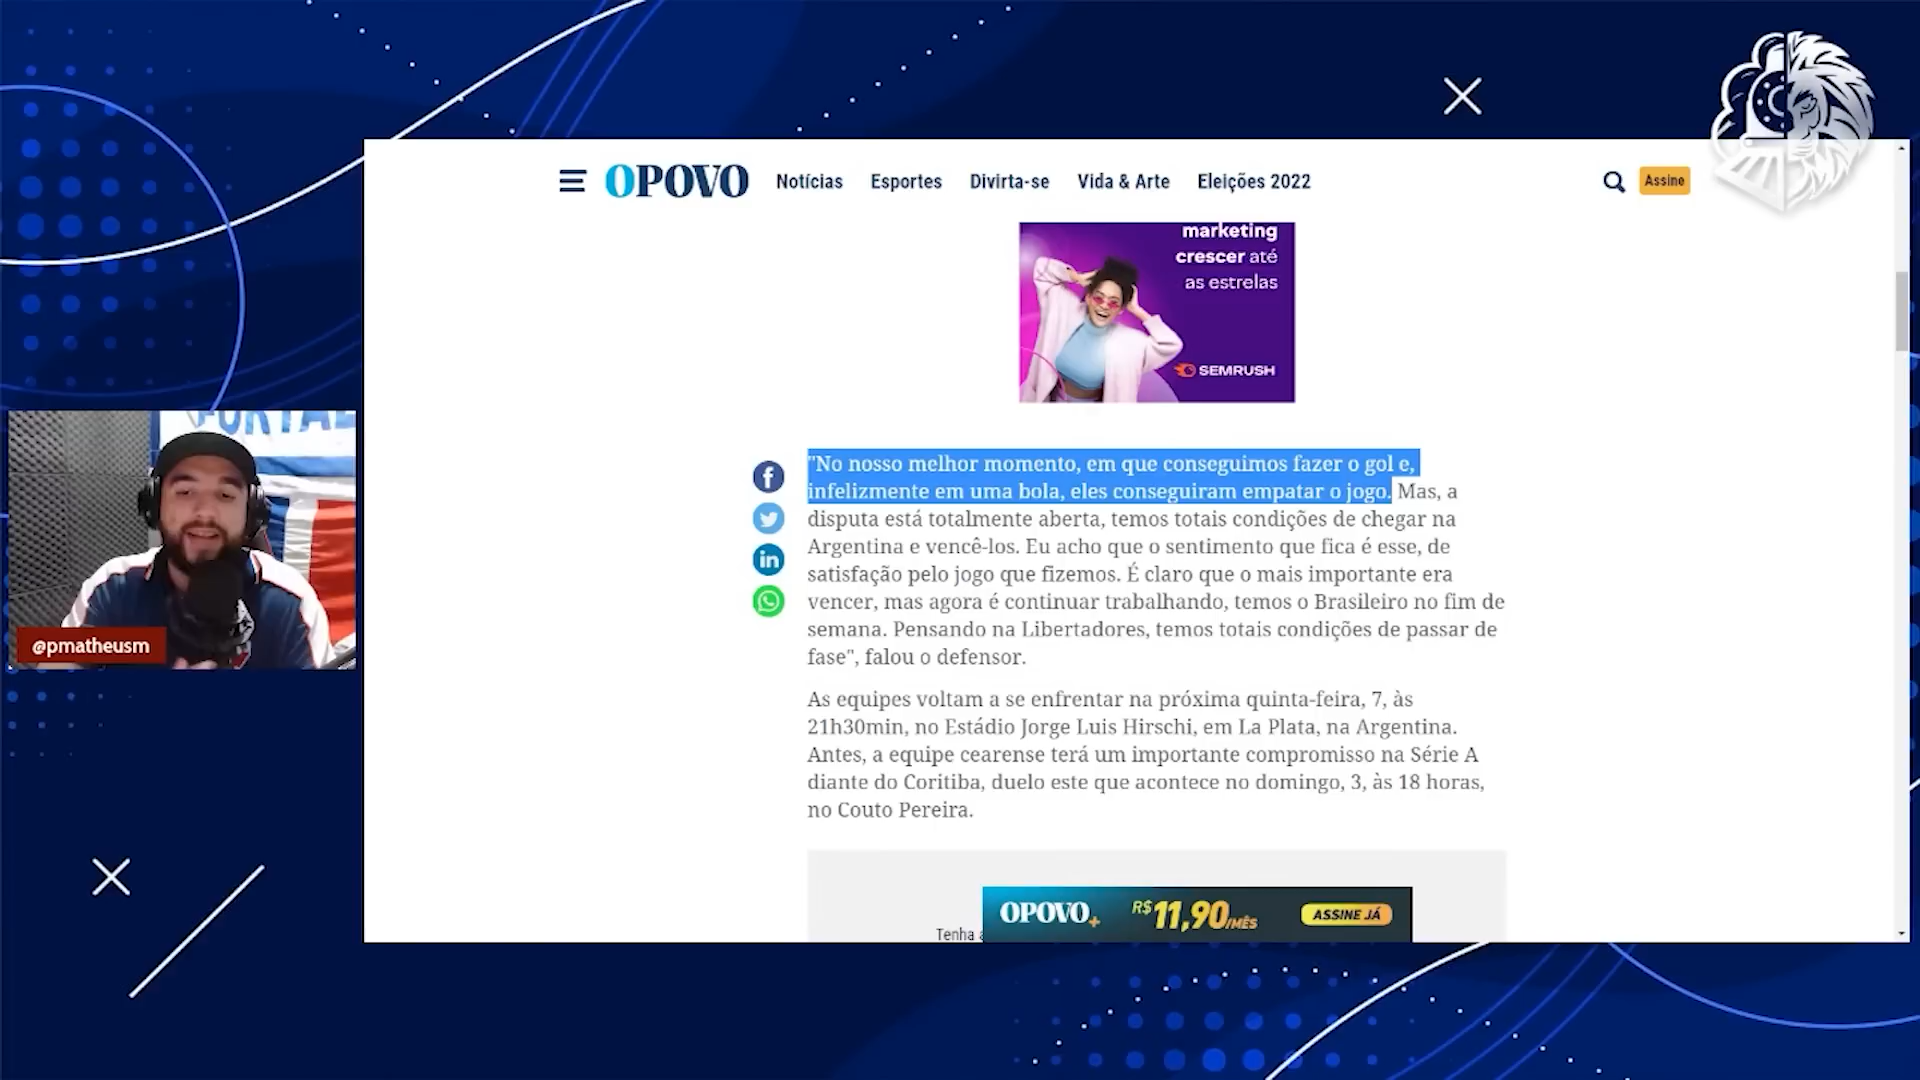 OPOVO
Notícias
Esportes
Divirta-se
Vida & Arte
Eleições 2022
Assine
marketing
crescer até
as estrelas
SEMRUSH
"No nosso melhor momento, em que conseguimos fazer o gol e,
infelizmente em uma bola, eles conseguiram empatar o jogo. Mas, a
disputa está totalmente aberta, temos totais condições de chegar na
Argentina e vencê-los. Eu acho que o sentimento que fica é esse, de
satisfação pelo jogo que fizemos. É claro que o mais importante era
vencer, mas agora é continuar trabalhando, temos o Brasileiro no fim de
semana. Pensando na Libertadores, temos totais condições de passar de
fase", falou o defensor.
As equipes voltam a se enfrentar na próxima quinta-feira, 7, às
21h30min, no Estádio Jorge Luis Hirschi, em La Plata, na Argentina.
Antes, a equipe cearense terá um importante compromisso na Série A
diante do Coritiba, duelo este que acontece no domingo, 3, às 18 horas,
no Couto Pereira.
Tenha a
OPOVO+
R$11,90/MÊS
ASSINE JÁ
@pmatheusm